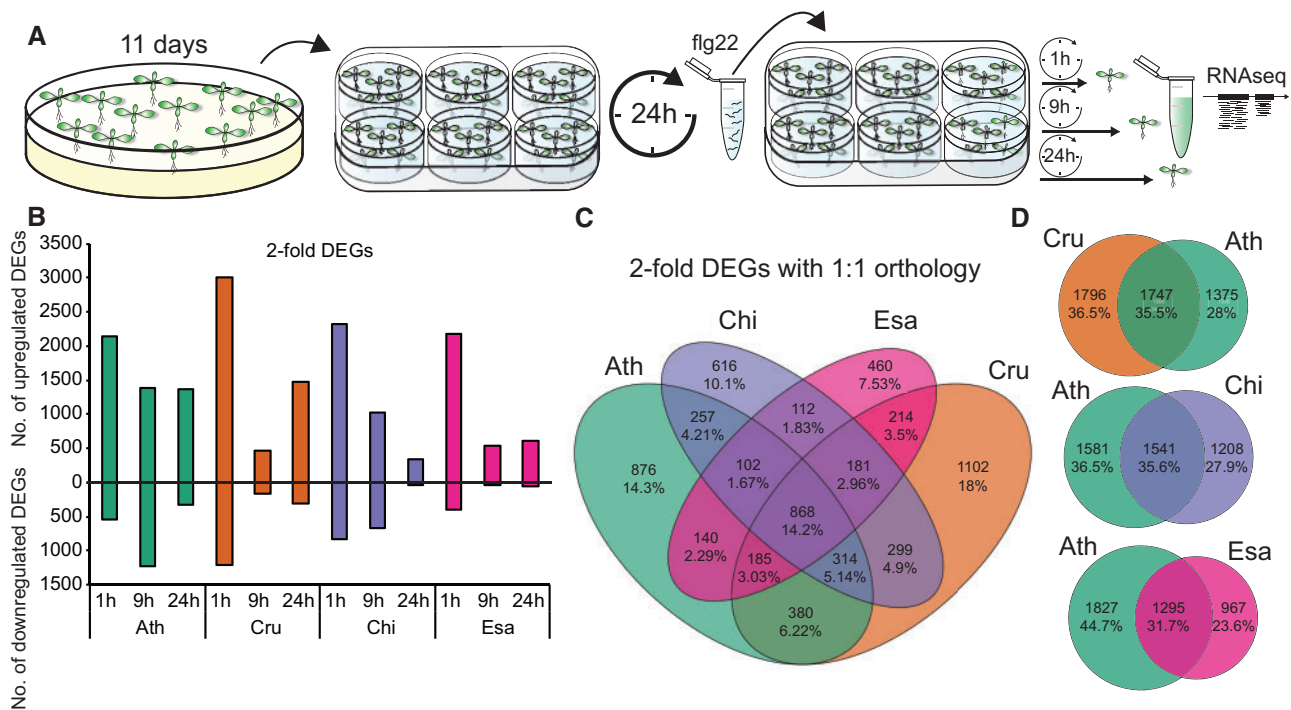 A
11 days
24h
flg22
1h
9h
24h
RNAseq
B
2-fold DEGs
No. of upregulated DEGs
No. of downregulated DEGs
3500
3000
2500
2000
1500
1000
500
0
500
1000
1500
1h 9h 24h 1h 9h 24h 1h 9h 24h 1h 9h 24h
Ath Cru Chi Esa
C
2-fold DEGs with 1:1 orthology
Ath
Chi
Esa
Cru
616
10.1%
460
7.53%
257
4.21%
112
1.83%
214
3.5%
876
14.3%
102
1.67%
181
2.96%
1102
18%
868
14.2%
140
2.29%
185
3.03%
314
5.14%
299
4.9%
380
6.22%
D
Cru
Ath
1796
36.5%
1747
35.5%
1375
28%
Ath
Chi
1581
36.5%
1541
35.6%
1208
27.9%
Ath
Esa
1827
44.7%
1295
31.7%
967
23.6%